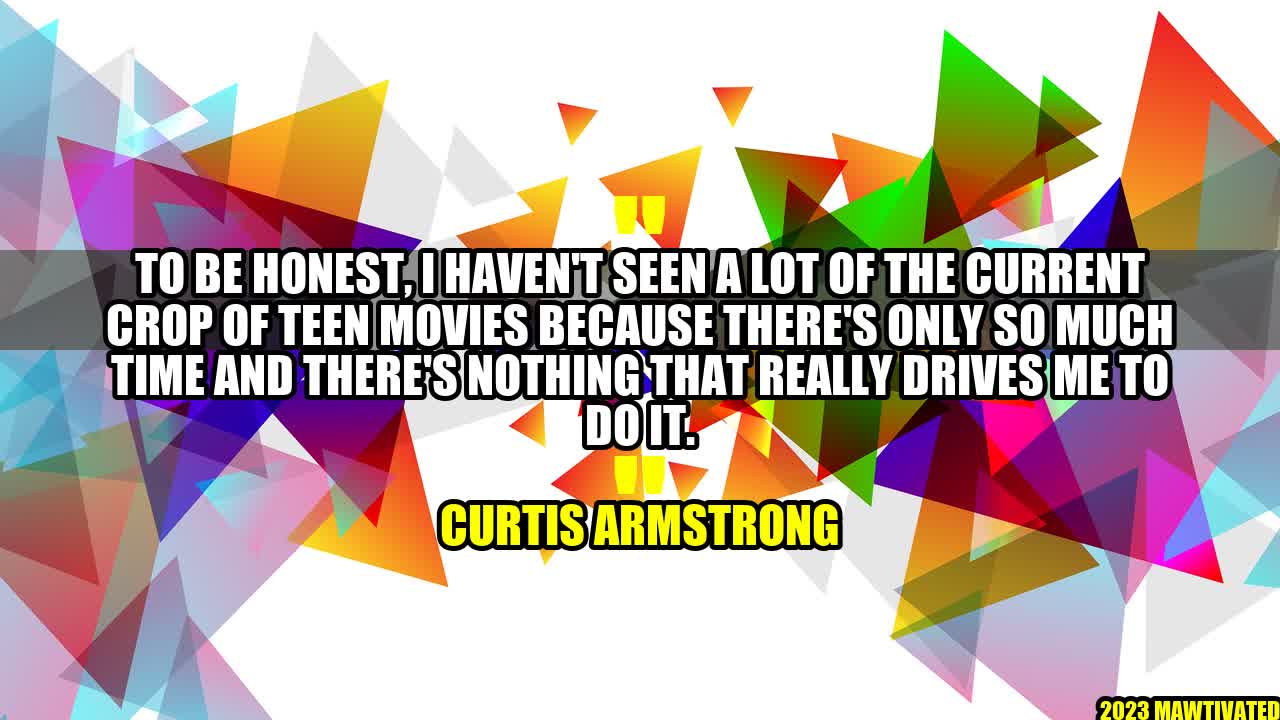 "
TO BE HONEST, I HAVEN'T SEEN A LOT OF THE CURRENT
CROP OF TEEN MOVIES BECAUSE THERE'S ONLY SO MUCH
TIME AND THERE'S NOTHING THAT REALLY DRIVES ME TO
DO IT.
"
CURTIS ARMSTRONG
2023 MAWTIVATED